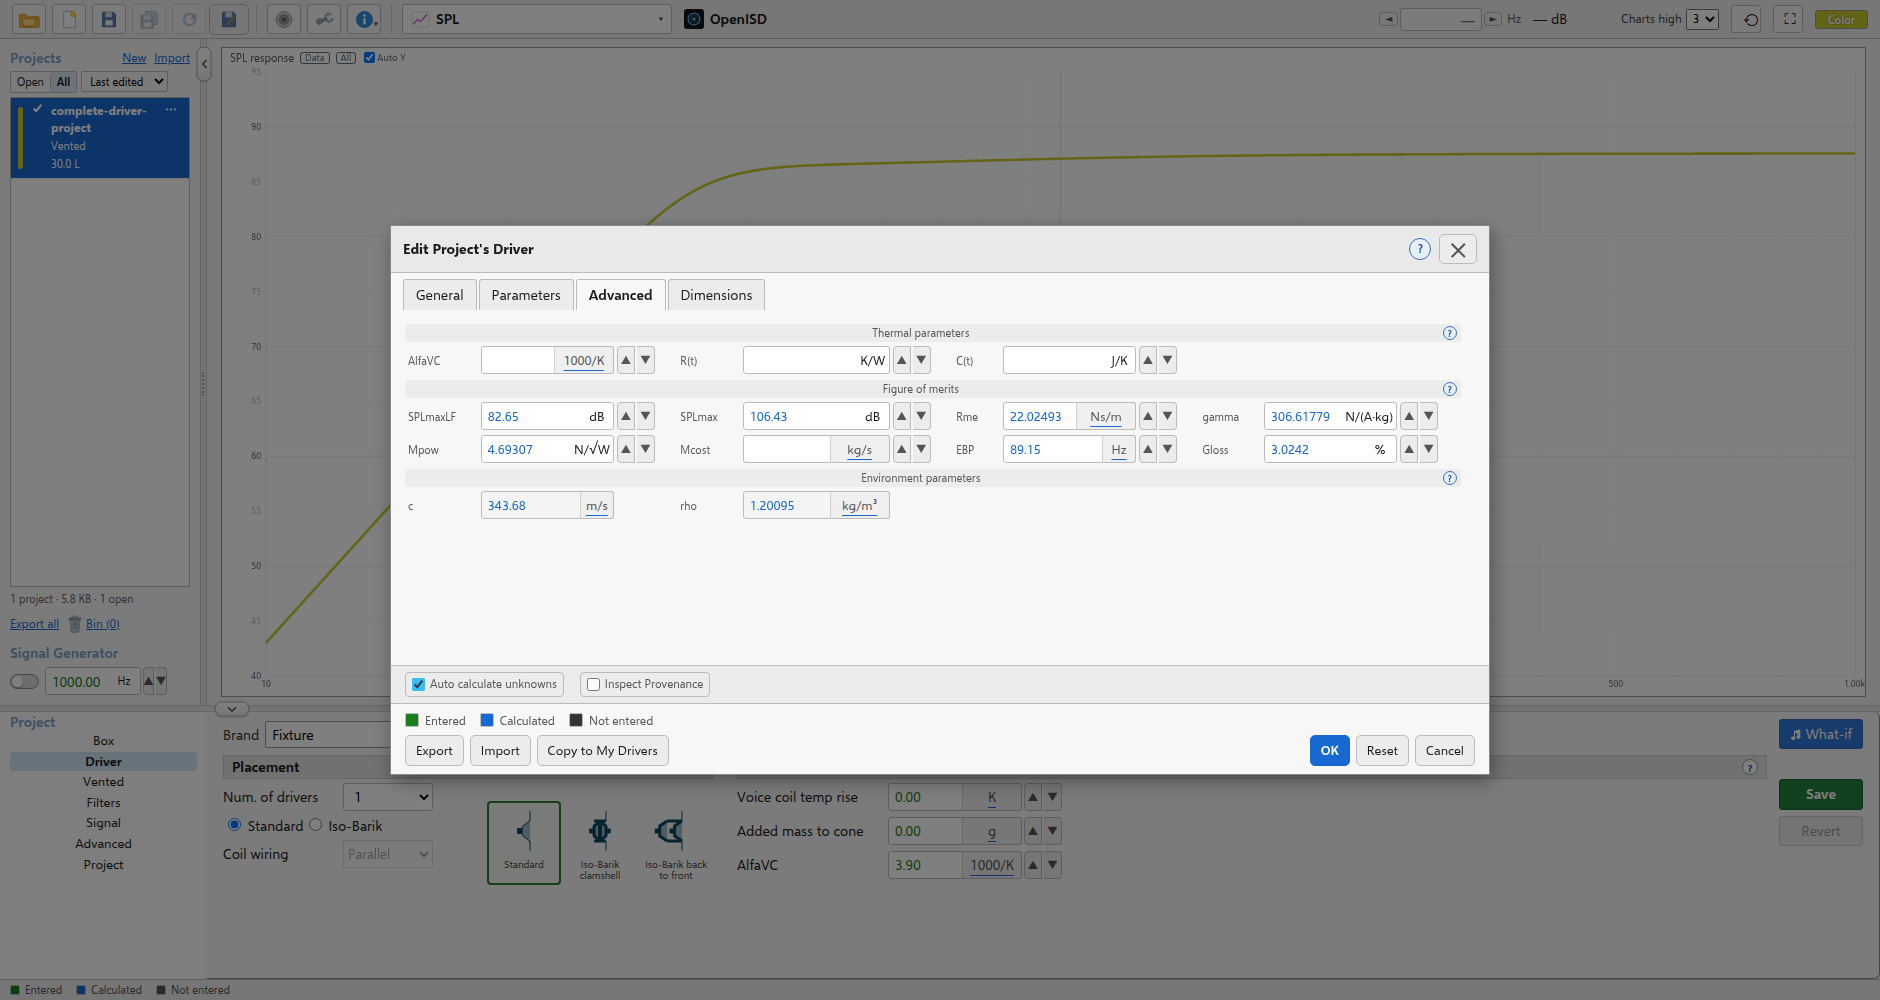 SPL
OpenISD
—
Hz
— dB
Charts high
3
Color
Projects
New
Import
Open
All
Last edited
complete-driver-project
Vented
30.0 L
1 project · 5.8 KB · 1 open
Export all
Bin (0)
Signal Generator
1000.00 Hz
SPL response
Data
All
Auto Y
95
90
85
80
75
70
65
60
55
50
45
40
10
500
1.00k
Edit Project's Driver
?
General
Parameters
Advanced
Dimensions
Thermal parameters
?
AlfaVC 1000/K
R(t) K/W
C(t) J/K
Figure of merits
?
SPLmaxLF 82.65 dB
SPLmax 106.43 dB
Rme 22.02493 Ns/m
gamma 306.61779 N/(A·kg)
Mpow 4.69307 N/√W
Mcost kg/s
EBP 89.15 Hz
Gloss 3.0242 %
Environment parameters
?
c 343.68 m/s
rho 1.20095 kg/m³
Auto calculate unknowns
Inspect Provenance
Entered
Calculated
Not entered
Export
Import
Copy to My Drivers
OK
Reset
Cancel
Project
Box
Driver
Vented
Filters
Signal
Advanced
Project
Brand Fixture
Placement
Num. of drivers 1
Standard
Iso-Barik
Coil wiring Parallel
Standard
Iso-Barik clamshell
Iso-Barik back to front
?
Voice coil temp rise 0.00 K
Added mass to cone 0.00 g
AlfaVC 3.90 1000/K
What-if
Save
Revert
Entered
Calculated
Not entered